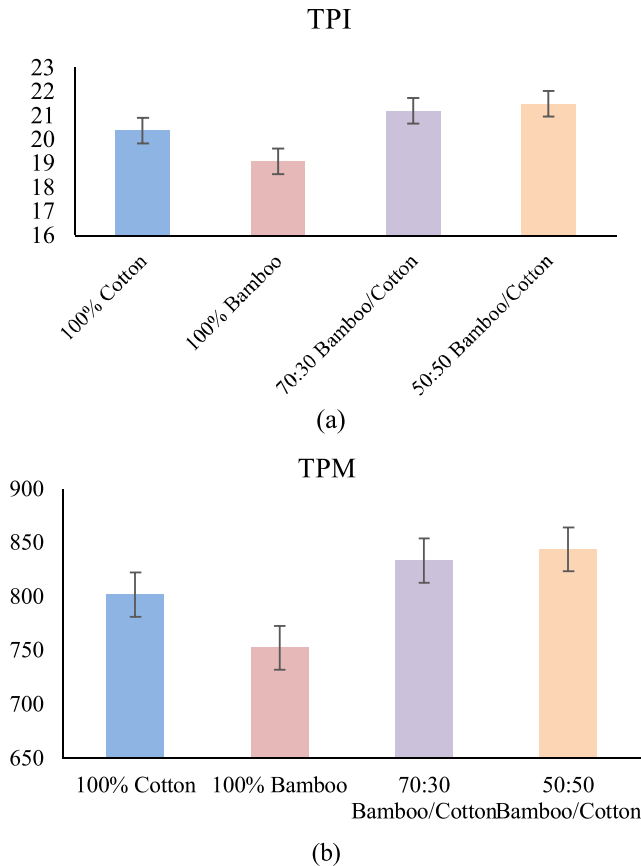 TPI
23
22
21
20
19
18
17
16
100% Cotton
100% Bamboo
70:30 Bamboo/Cotton
50:50 Bamboo/Cotton
(a)
TPM
900
850
800
750
700
650
100% Cotton 100% Bamboo 70:30 50:50
Bamboo/Cotton Bamboo/Cotton
(b)